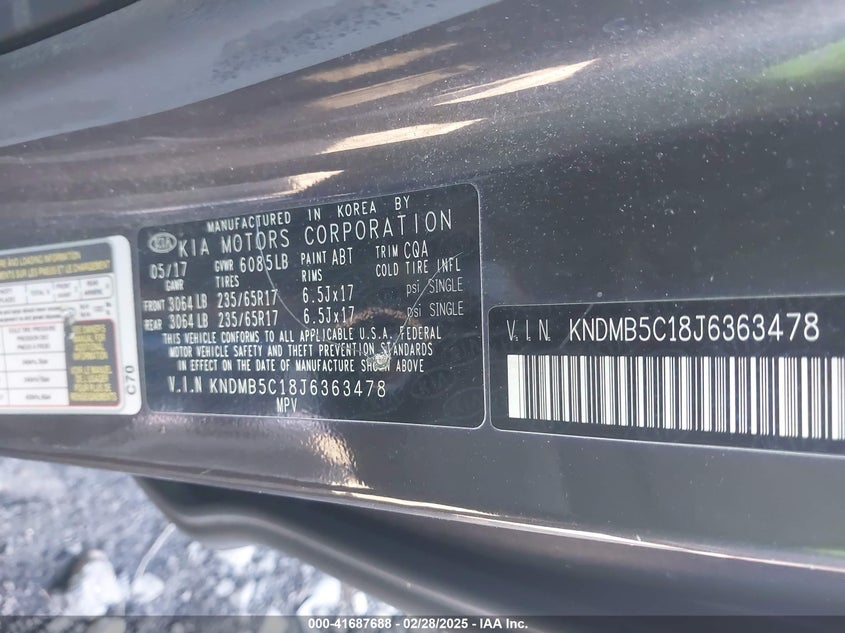 MANUFACTURED IN KOREA BY
KIA KIA MOTORS CORPORATION
05/17 GVWR 6085LB PAINT ABT TRIM CQA
GAWR TIRES RIMS COLD TIRE INFL
FRONT 3064 LB 235/65R17 6.5Jx17 psi SINGLE
REAR 3064 LB 235/65R17 6.5Jx17 psi SINGLE
THIS VEHICLE CONFORMS TO ALL APPLICABLE U.S.A. FEDERAL
MOTOR VEHICLE SAFETY AND THEFT PREVENTION STANDARDS
IN EFFECT ON THE DATE OF MANUFACTURE SHOWN ABOVE
V.I.N KNDMB5C18J6363478
MPV
C70
V.I.N. KNDMB5C18J6363478
000-41687688 - 02/28/2025 - IAA Inc.